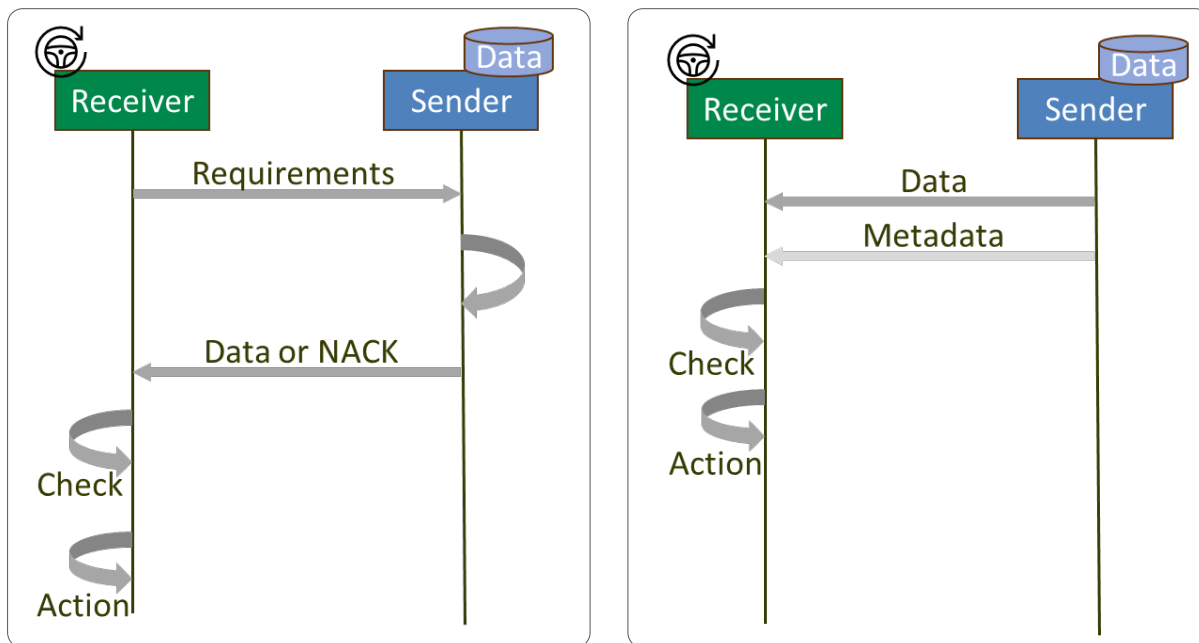 Data
Receiver
Sender
Requirements
Data or NACK
Check
Action
Data
Receiver
Sender
Data
Metadata
Check
Action